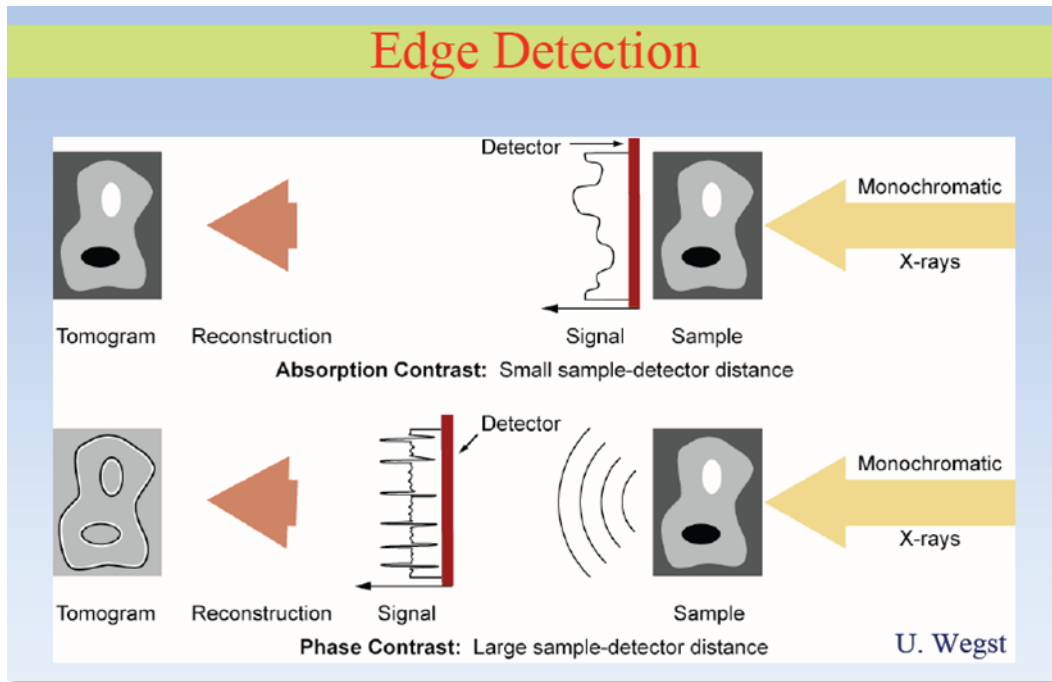 Edge Detection
Detector
Monochromatic
X-rays
Tomogram Reconstruction Signal Sample
Absorption Contrast: Small sample-detector distance
Detector
Monochromatic
X-rays
Tomogram Reconstruction Signal Sample
Phase Contrast: Large sample-detector distance
U. Wegst